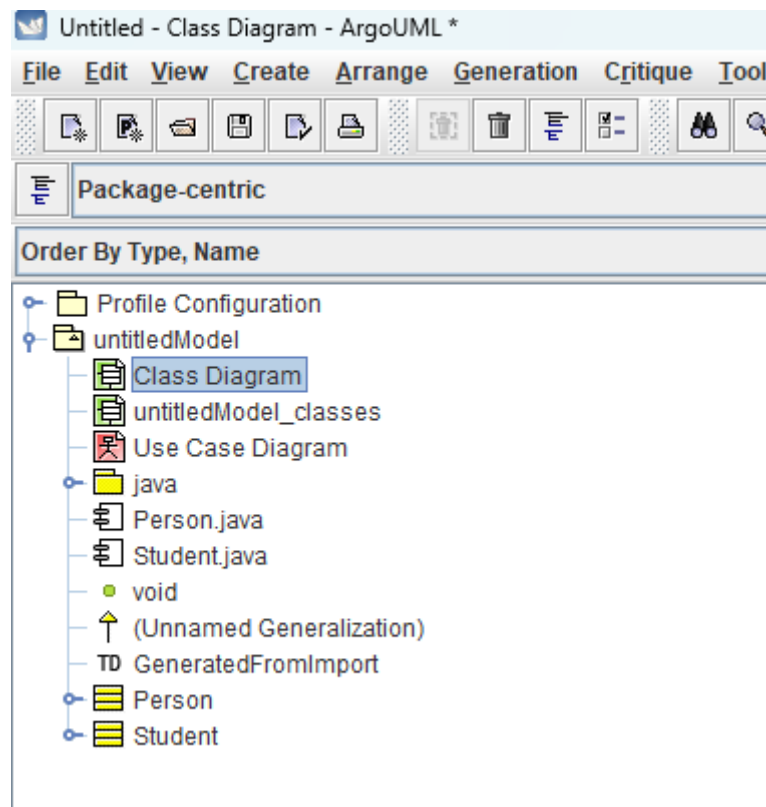 Untitled - Class Diagram - ArgoUML *
File Edit View Create Arrange Generation Critique Tool
Package-centric
Order By Type, Name
Profile Configuration
untitledModel
Class Diagram
untitledModel_classes
Use Case Diagram
java
Person.java
Student.java
void
(Unnamed Generalization)
TD GeneratedFromImport
Person
Student